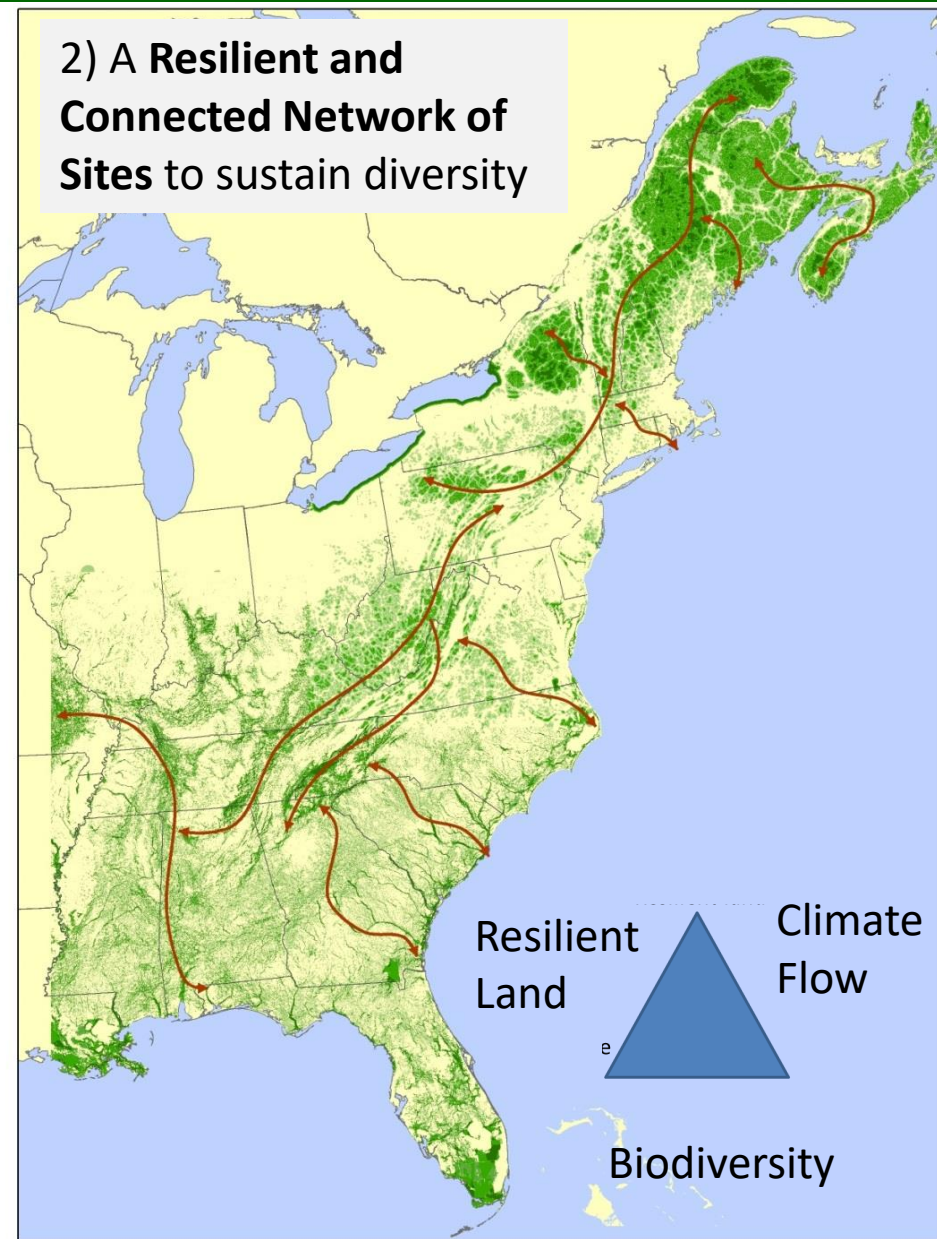 2) A Resilient and
Connected Network of
Sites to sustain diversity
Resilient
Land
Climate
Flow
e
Biodiversity